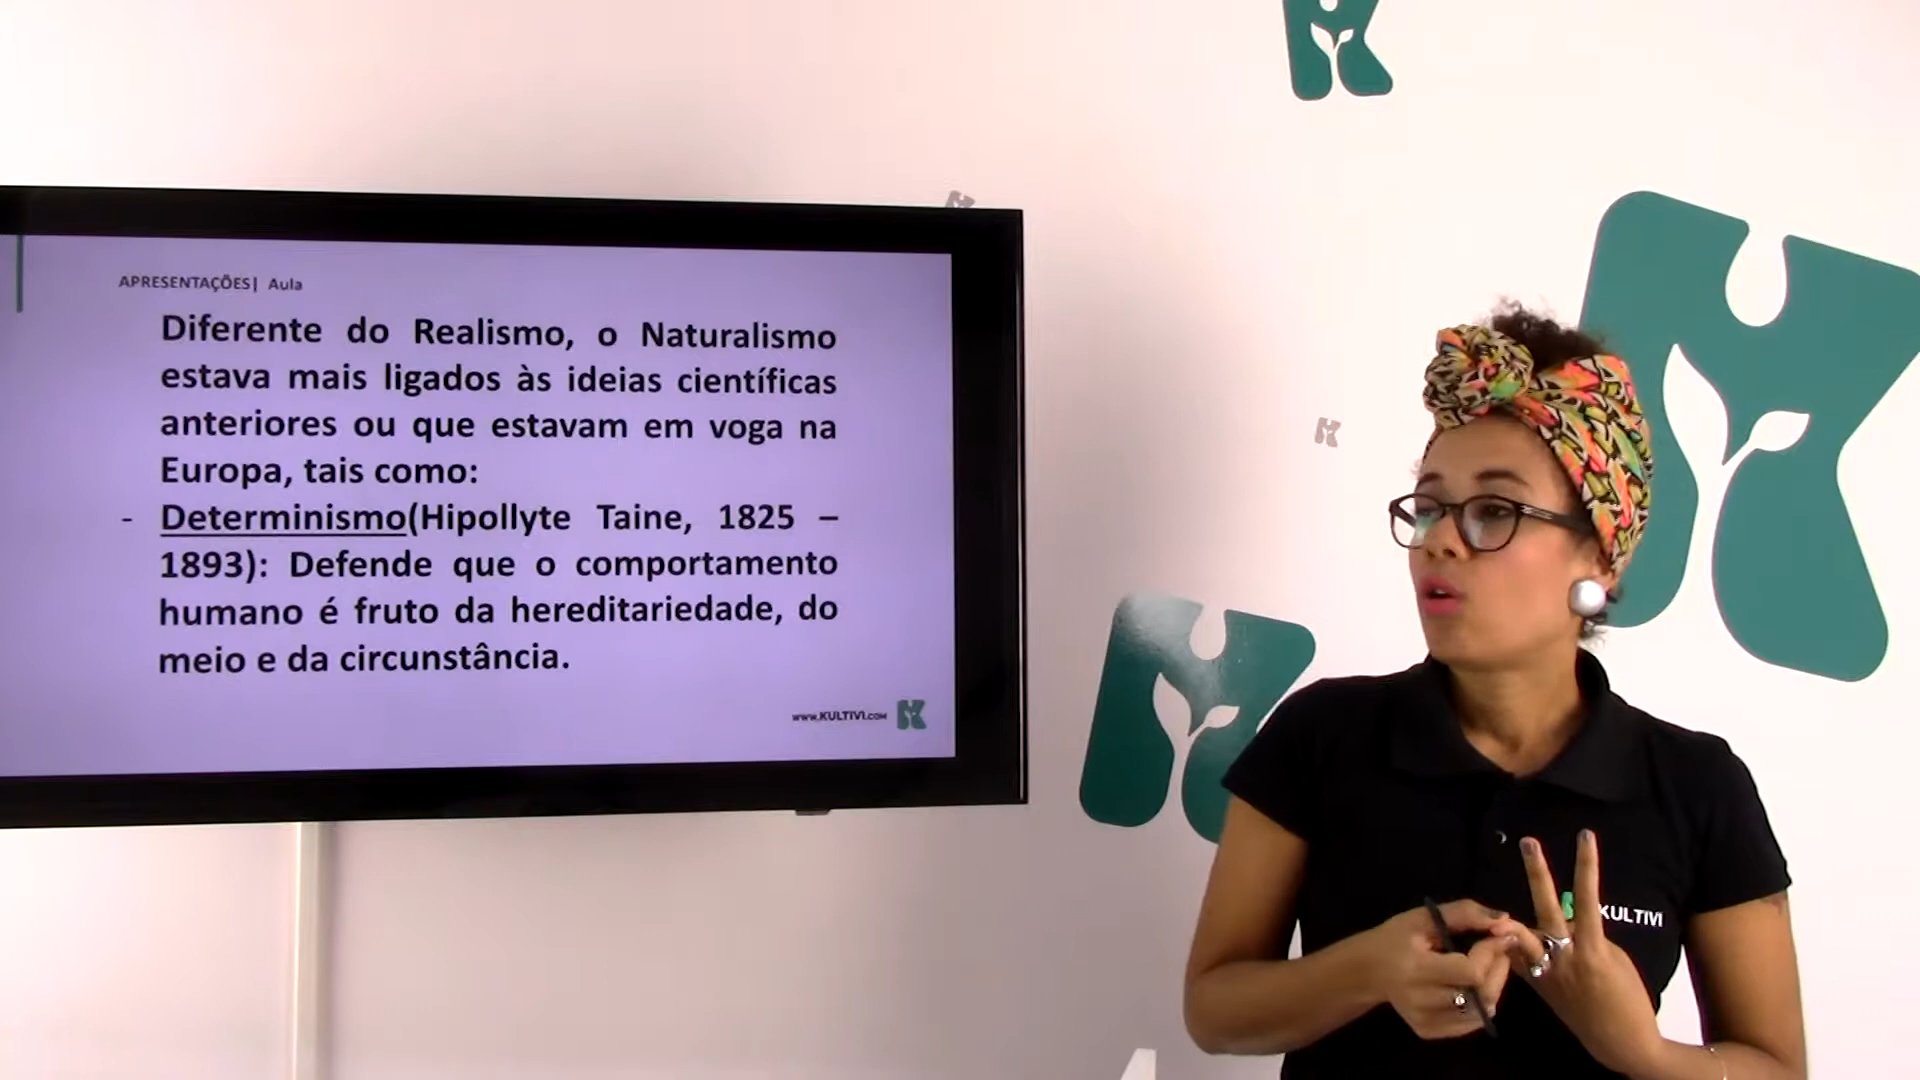 APRESENTAÇÕES| Aula
Diferente do Realismo, o Naturalismo
estava mais ligados às ideias científicas
anteriores ou que estavam em voga na
Europa, tais como:
- Determinismo(Hipollyte Taine, 1825 –
1893): Defende que o comportamento
humano é fruto da hereditariedade, do
meio e da circunstância.
www.KULTIVI.COM
KULTIVI